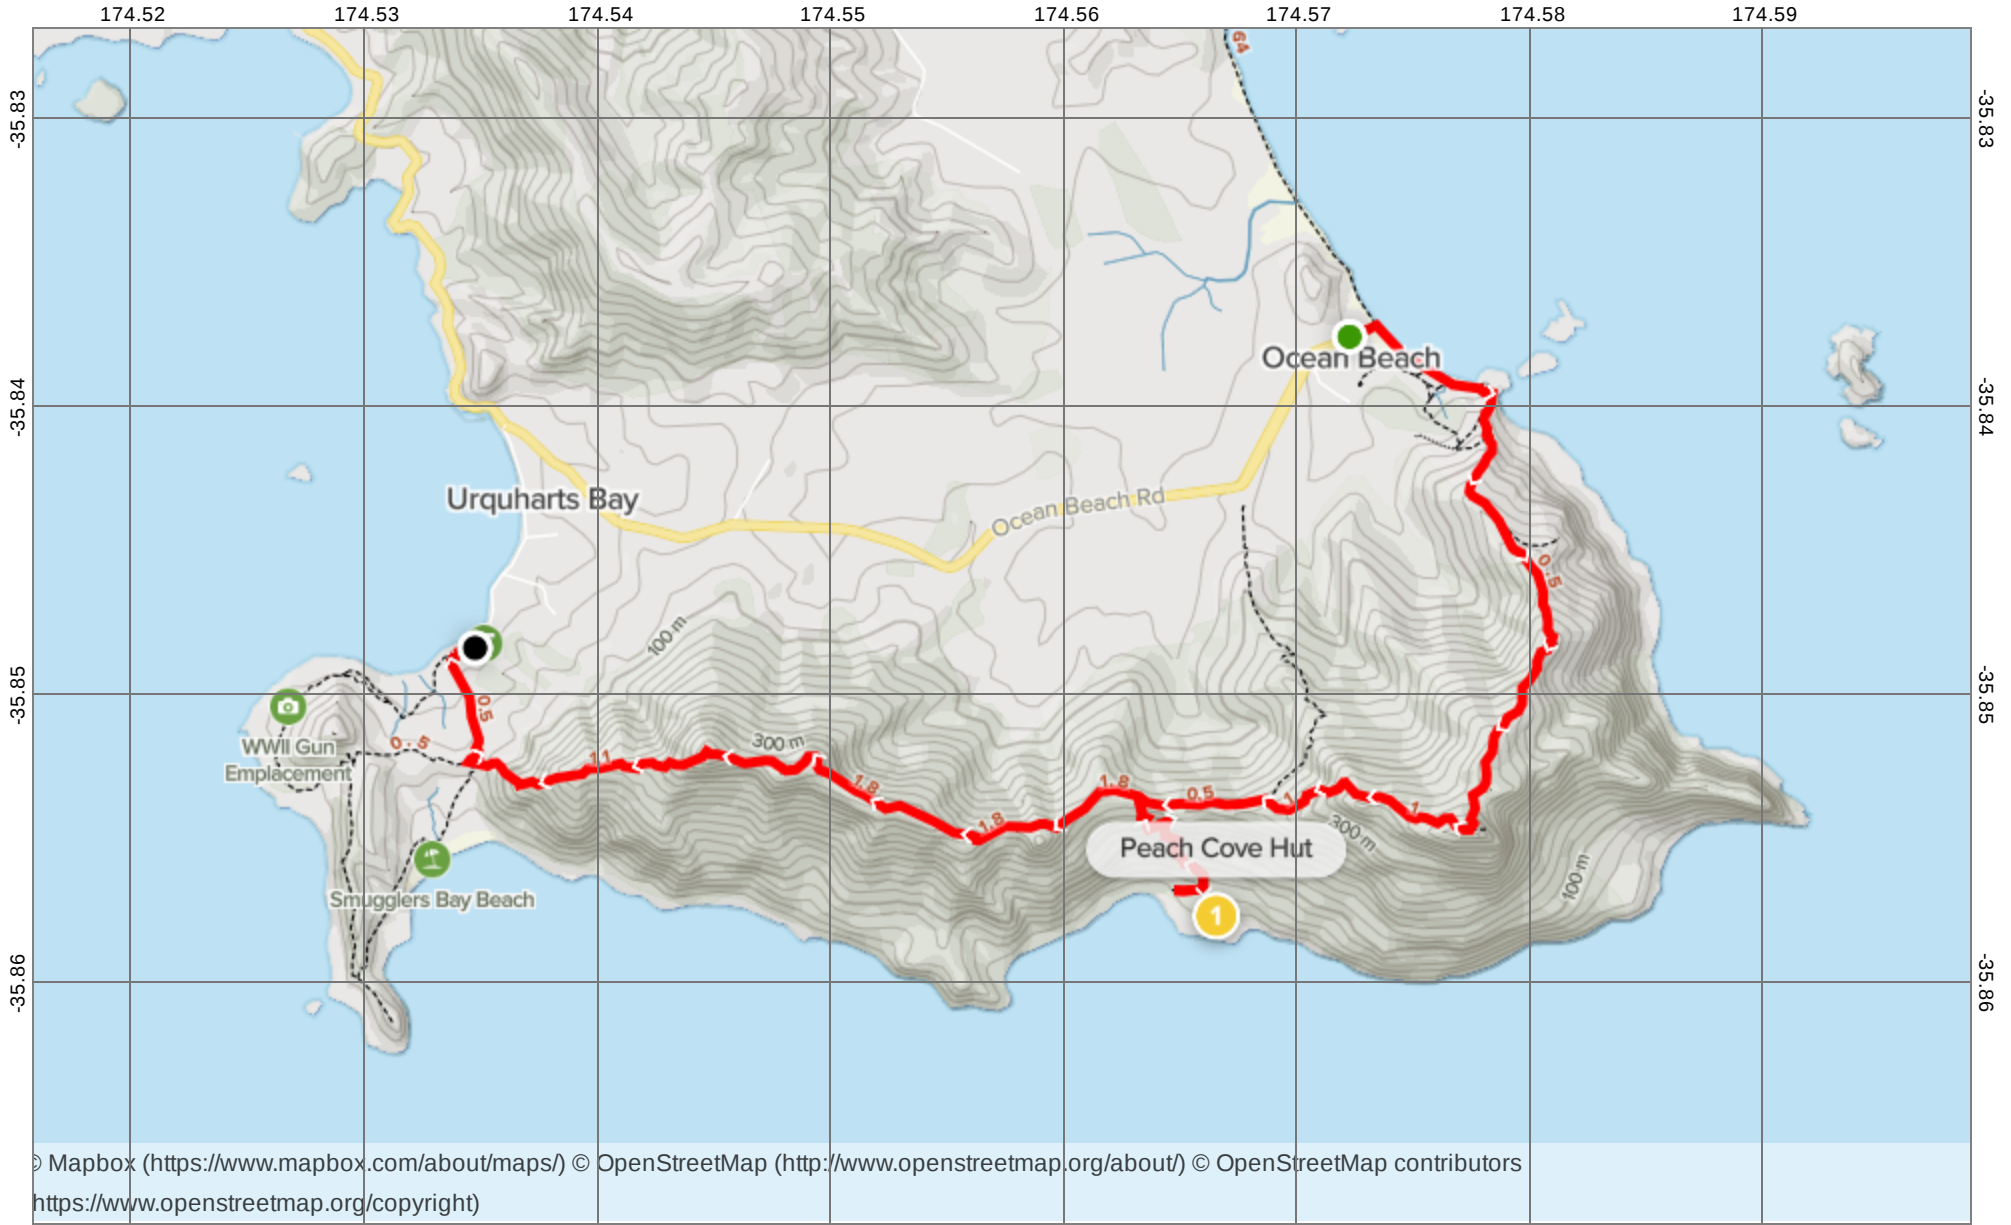 174.52 174.53 174.54 174.55 174.56 174.57 174.58 174.59
64
-35.83 -35.83
Ocean Beach
-35.84 -35.84
Urquharts Bay
Ocean Beach Rd
0.5
100 m
-35.85 -35.85
0.5
WWII Gun
Emplacement
0.5
11
300 m
1.8
1.8
1.8
0.5
1
1
300 m
Peach Cove Hut
100 m
Smugglers Bay Beach
1
-35.86 -35.86
© Mapbox (https://www.mapbox.com/about/maps/) © OpenStreetMap (http://www.openstreetmap.org/about/) © OpenStreetMap contributors
https://www.openstreetmap.org/copyright)